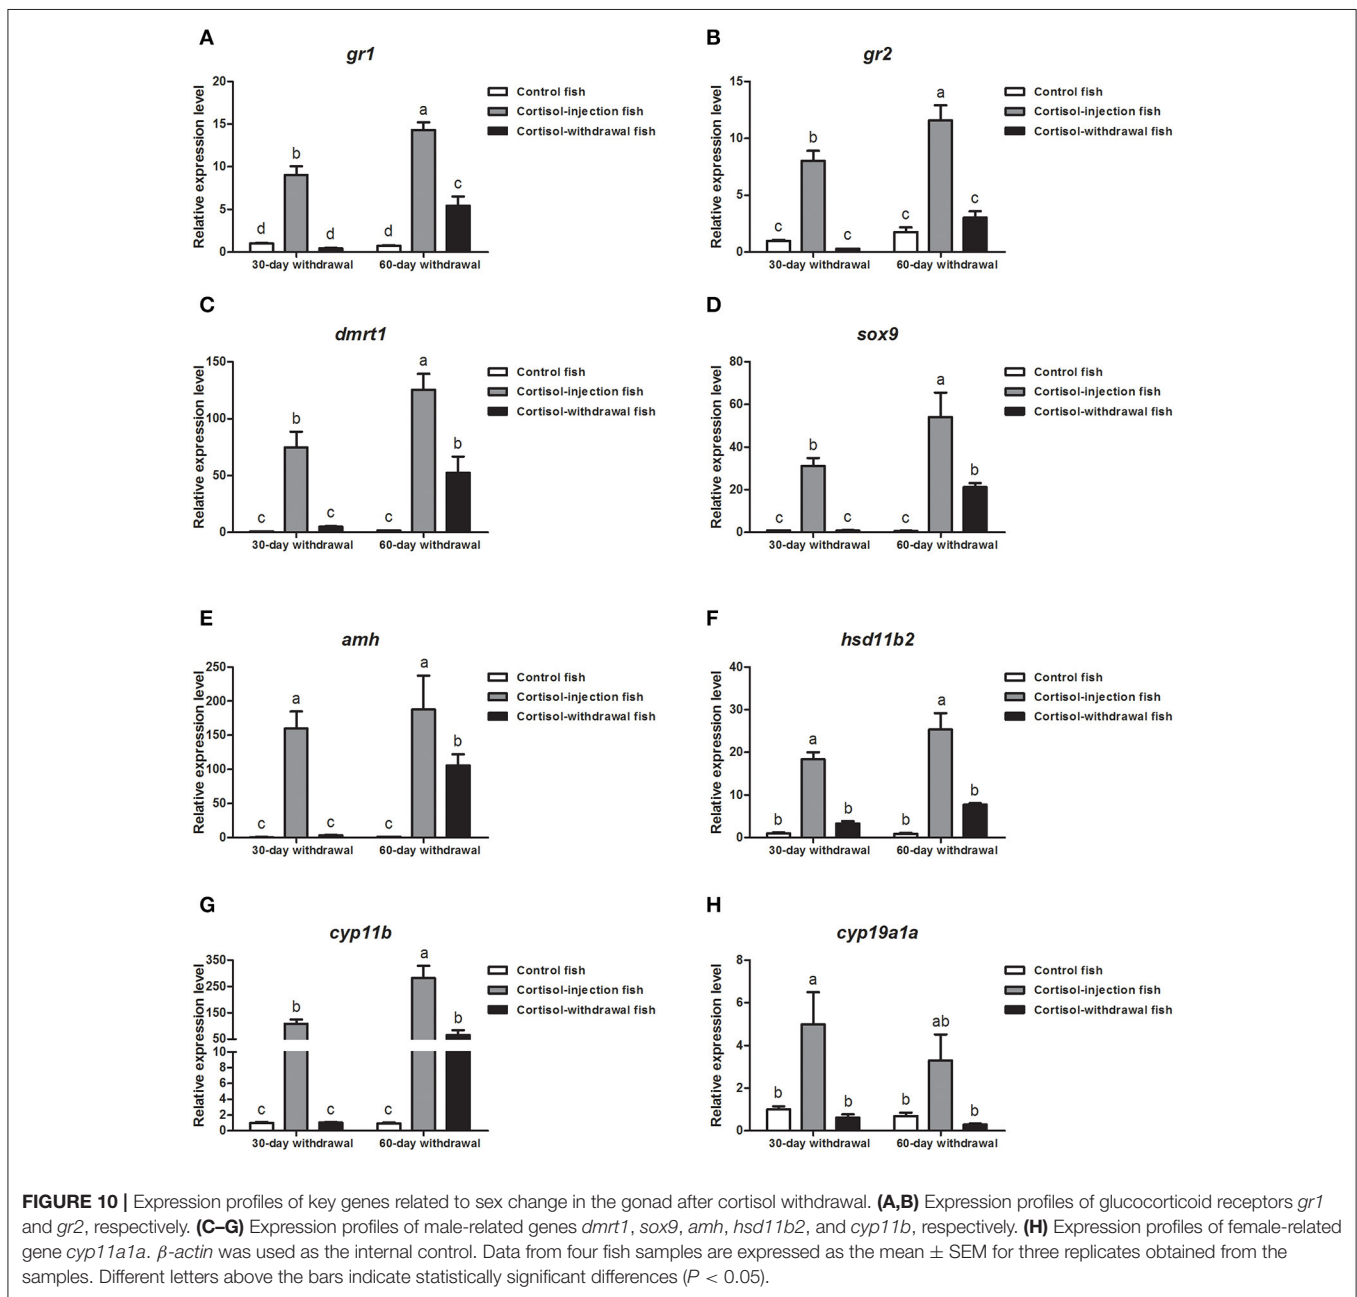 A
gr1
Relative expression level
20
15
10
5
0
d
b
d
d
a
c
30-day withdrawal
60-day withdrawal
Control fish
Cortisol-injection fish
Cortisol-withdrawal fish
B
gr2
Relative expression level
15
10
5
0
c
b
c
c
a
c
30-day withdrawal
60-day withdrawal
Control fish
Cortisol-injection fish
Cortisol-withdrawal fish
C
dmrt1
Relative expression level
150
100
50
0
c
b
c
c
a
b
30-day withdrawal
60-day withdrawal
Control fish
Cortisol-injection fish
Cortisol-withdrawal fish
D
sox9
Relative expression level
80
60
40
20
0
c
b
c
c
a
b
30-day withdrawal
60-day withdrawal
Control fish
Cortisol-injection fish
Cortisol-withdrawal fish
E
amh
Relative expression level
250
200
150
100
50
0
c
a
c
c
a
b
30-day withdrawal
60-day withdrawal
Control fish
Cortisol-injection fish
Cortisol-withdrawal fish
F
hsd11b2
Relative expression level
40
30
20
10
0
b
a
b
b
a
b
30-day withdrawal
60-day withdrawal
Control fish
Cortisol-injection fish
Cortisol-withdrawal fish
G
cyp11b
Relative expression level
350
250
150
50
10
8
6
4
2
0
c
b
c
c
a
b
30-day withdrawal
60-day withdrawal
Control fish
Cortisol-injection fish
Cortisol-withdrawal fish
H
cyp19a1a
Relative expression level
8
6
4
2
0
b
a
b
b
ab
b
30-day withdrawal
60-day withdrawal
Control fish
Cortisol-injection fish
Cortisol-withdrawal fish
FIGURE 10 | Expression profiles of key genes related to sex change in the gonad after cortisol withdrawal. (A,B) Expression profiles of glucocorticoid receptors gr1
and gr2, respectively. (C–G) Expression profiles of male-related genes dmrt1, sox9, amh, hsd11b2, and cyp11b, respectively. (H) Expression profiles of female-related
gene cyp11a1a. β-actin was used as the internal control. Data from four fish samples are expressed as the mean ± SEM for three replicates obtained from the
samples. Different letters above the bars indicate statistically significant differences (P < 0.05).